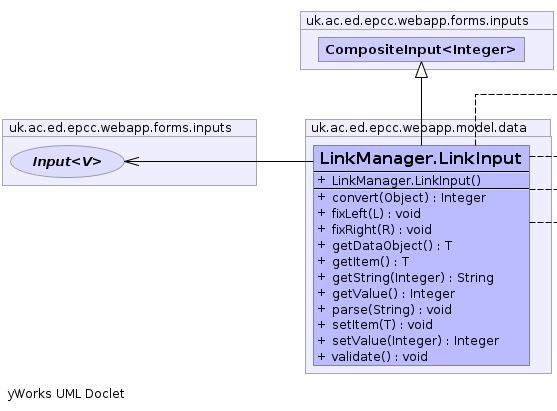 uk.ac.ed.epcc.webapp.forms.inputs
CompositeInput<Integer>
uk.ac.ed.epcc.webapp.forms.inputs
Input<V>
uk.ac.ed.epcc.webapp.model.data
LinkManager.LinkInput
+ LinkManager.LinkInput()
+ convert(Object) : Integer
+ fixLeft(L) : void
+ fixRight(R) : void
+ getDataObject() : T
+ getItem() : T
+ getString(Integer) : String
+ getValue() : Integer
+ parse(String) : void
+ setItem(T) : void
+ setValue(Integer) : Integer
+ validate() : void
yWorks UML Doclet